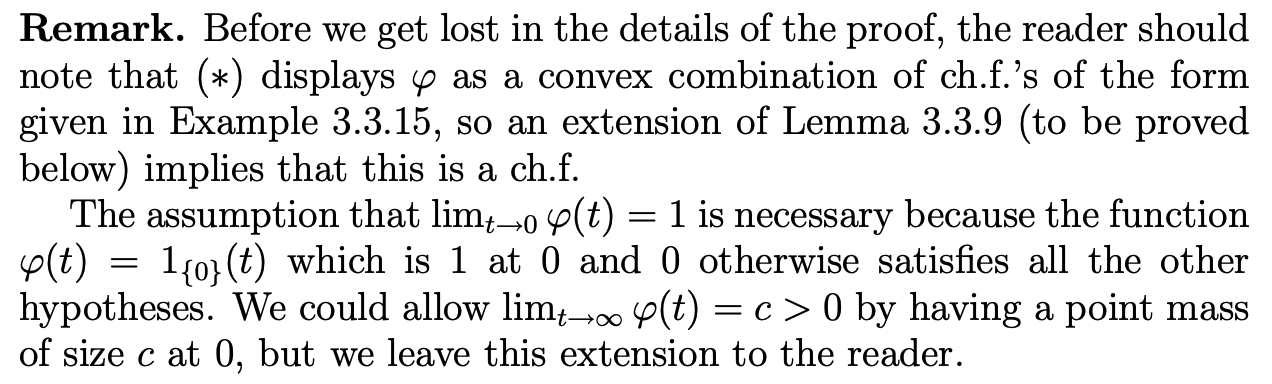 Remark. Before we get lost in the details of the proof, the reader should
note that (∗) displays φ as a convex combination of ch.f.'s of the form
given in Example 3.3.15, so an extension of Lemma 3.3.9 (to be proved
below) implies that this is a ch.f.
The assumption that lim_{t→0} φ(t) = 1 is necessary because the function
φ(t) = 1_{{0}}(t) which is 1 at 0 and 0 otherwise satisfies all the other
hypotheses. We could allow lim_{t→∞} φ(t) = c > 0 by having a point mass
of size c at 0, but we leave this extension to the reader.